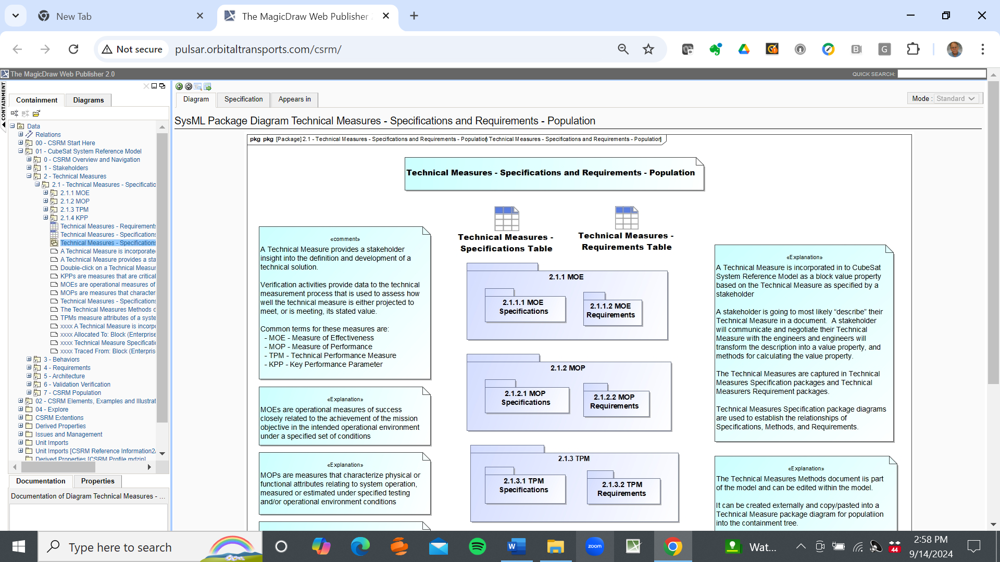 New Tab
The MagicDraw Web Publisher
Not secure
pulsar.orbitaltransports.com/csrm/
The MagicDraw Web Publisher 2.0
QUICK SEARCH:
CONTAINMENT
Containment
Diagrams
Data
Relations
00 - CSRM Start Here
01 - CubeSat System Reference Model
0 - CSRM Overview and Navigation
1 - Stakeholders
2 - Technical Measures
2.1 - Technical Measures - Specificatio
2.1.1 MOE
2.1.2 MOP
2.1.3 TPM
2.1.4 KPP
Technical Measures - Requirements
Technical Measures - Specifications
Technical Measures - Specifications
A Technical Measure is incorporate
A Technical Measure provides a sta
Double-click on a Technical Measur
KPPs are measures that are critical
MOEs are operational measures of
MOPs are measures that character
Technical Measures - Specifications
The Technical Measures Methods d
TPMs measure attributes of a syste
xxxx A Technical Measure is incorpo
xxxx Allocated To: Block (Enterprise
xxxx Technical Measure Specificatio
xxxx Traced From: Block (Enterpris
3 - Behaviors
4 - Requirements
5 - Architecture
6 - Validation Verification
7 - CSRM Population
02 - CSRM Elements, Examples and Illustrat
04 - Explore
CSRM Extentions
Derived Properties
Issues and Management
Unit Imports
Unit Imports [CSRM Reference Information2/
Derived Properties [CSRM Profile.mdzip]
Documentation
Properties
Documentation of Diagram Technical Measures - ...
Diagram
Specification
Appears in
Mode :
Standard
SysML Package Diagram Technical Measures - Specifications and Requirements - Population
pkg pkg [Package] 2.1 - Technical Measures - Specifications and Requirements - Population[ Technical Measures - Specifications and Requirements - Population]
Technical Measures - Specifications and Requirements - Population
Technical Measures -
Specifications Table
Technical Measures -
Requirements Table
«comment»
A Technical Measure provides a stakeholder
insight into the definition and development of a
technical solution.
Verification activities provide data to the technical
measurement process that is used to assess how
well the technical measure is either projected to
meet, or is meeting, its stated value.
Common terms for these measures are:
- MOE - Measure of Effectiveness
- MOP - Measure of Performance
- TPM - Technical Performance Measure
- KPP - Key Performance Parameter
«Explanation»
MOEs are operational measures of success
closely related to the achievement of the mission
objective in the intended operational environment
under a specified set of conditions
«Explanation»
MOPs are measures that characterize physical or
functional attributes relating to system operation,
measured or estimated under specified testing
and/or operational environment conditions
2.1.1 MOE
2.1.1.1 MOE
Specifications
2.1.1.2 MOE
Requirements
2.1.2 MOP
2.1.2.1 MOP
Specifications
2.1.2.2 MOP
Requirements
2.1.3 TPM
2.1.3.1 TPM
Specifications
2.1.3.2 TPM
Requirements
«Explanation»
A Technical Measure is incorporated in to CubeSat
System Reference Model as a block value property
based on the Technical Measure as specified by a
stakeholder
A stakeholder is going to most likely “describe” their
Technical Measure in a document. A stakeholder
will communicate and negotiate their Technical
Measure with the engineers and engineers will
transform the description into a value property, and
methods for calculating the value property.
The Technical Measures are captured in Technical
Measures Specification packages and Technical
Measurers Requirement packages.
Technical Measures Specification package diagrams
are used to establish the relationships of
Specifications, Methods, and Requirements.
«Explanation»
The Technical Measures Methods document iis part
of the model and can be edited within the model.
It can be created externally and copy/pasted into a
Technical Measure package diagram for populatiion
into the containment tree.
Type here to search
zoom
Wat...
44
2:58 PM
9/14/2024